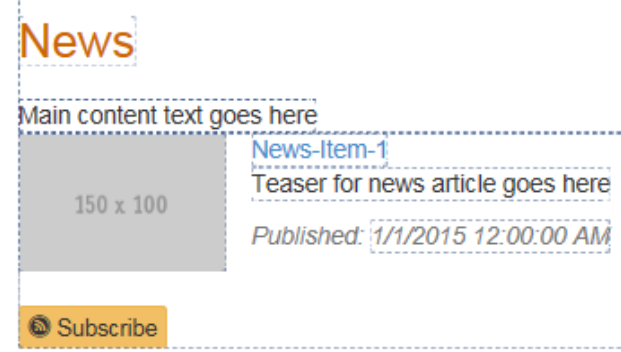 News
Main content text goes here
150 x 100
News-Item-1
Teaser for news article goes here
Published: 1/1/2015 12:00:00 AM
Subscribe